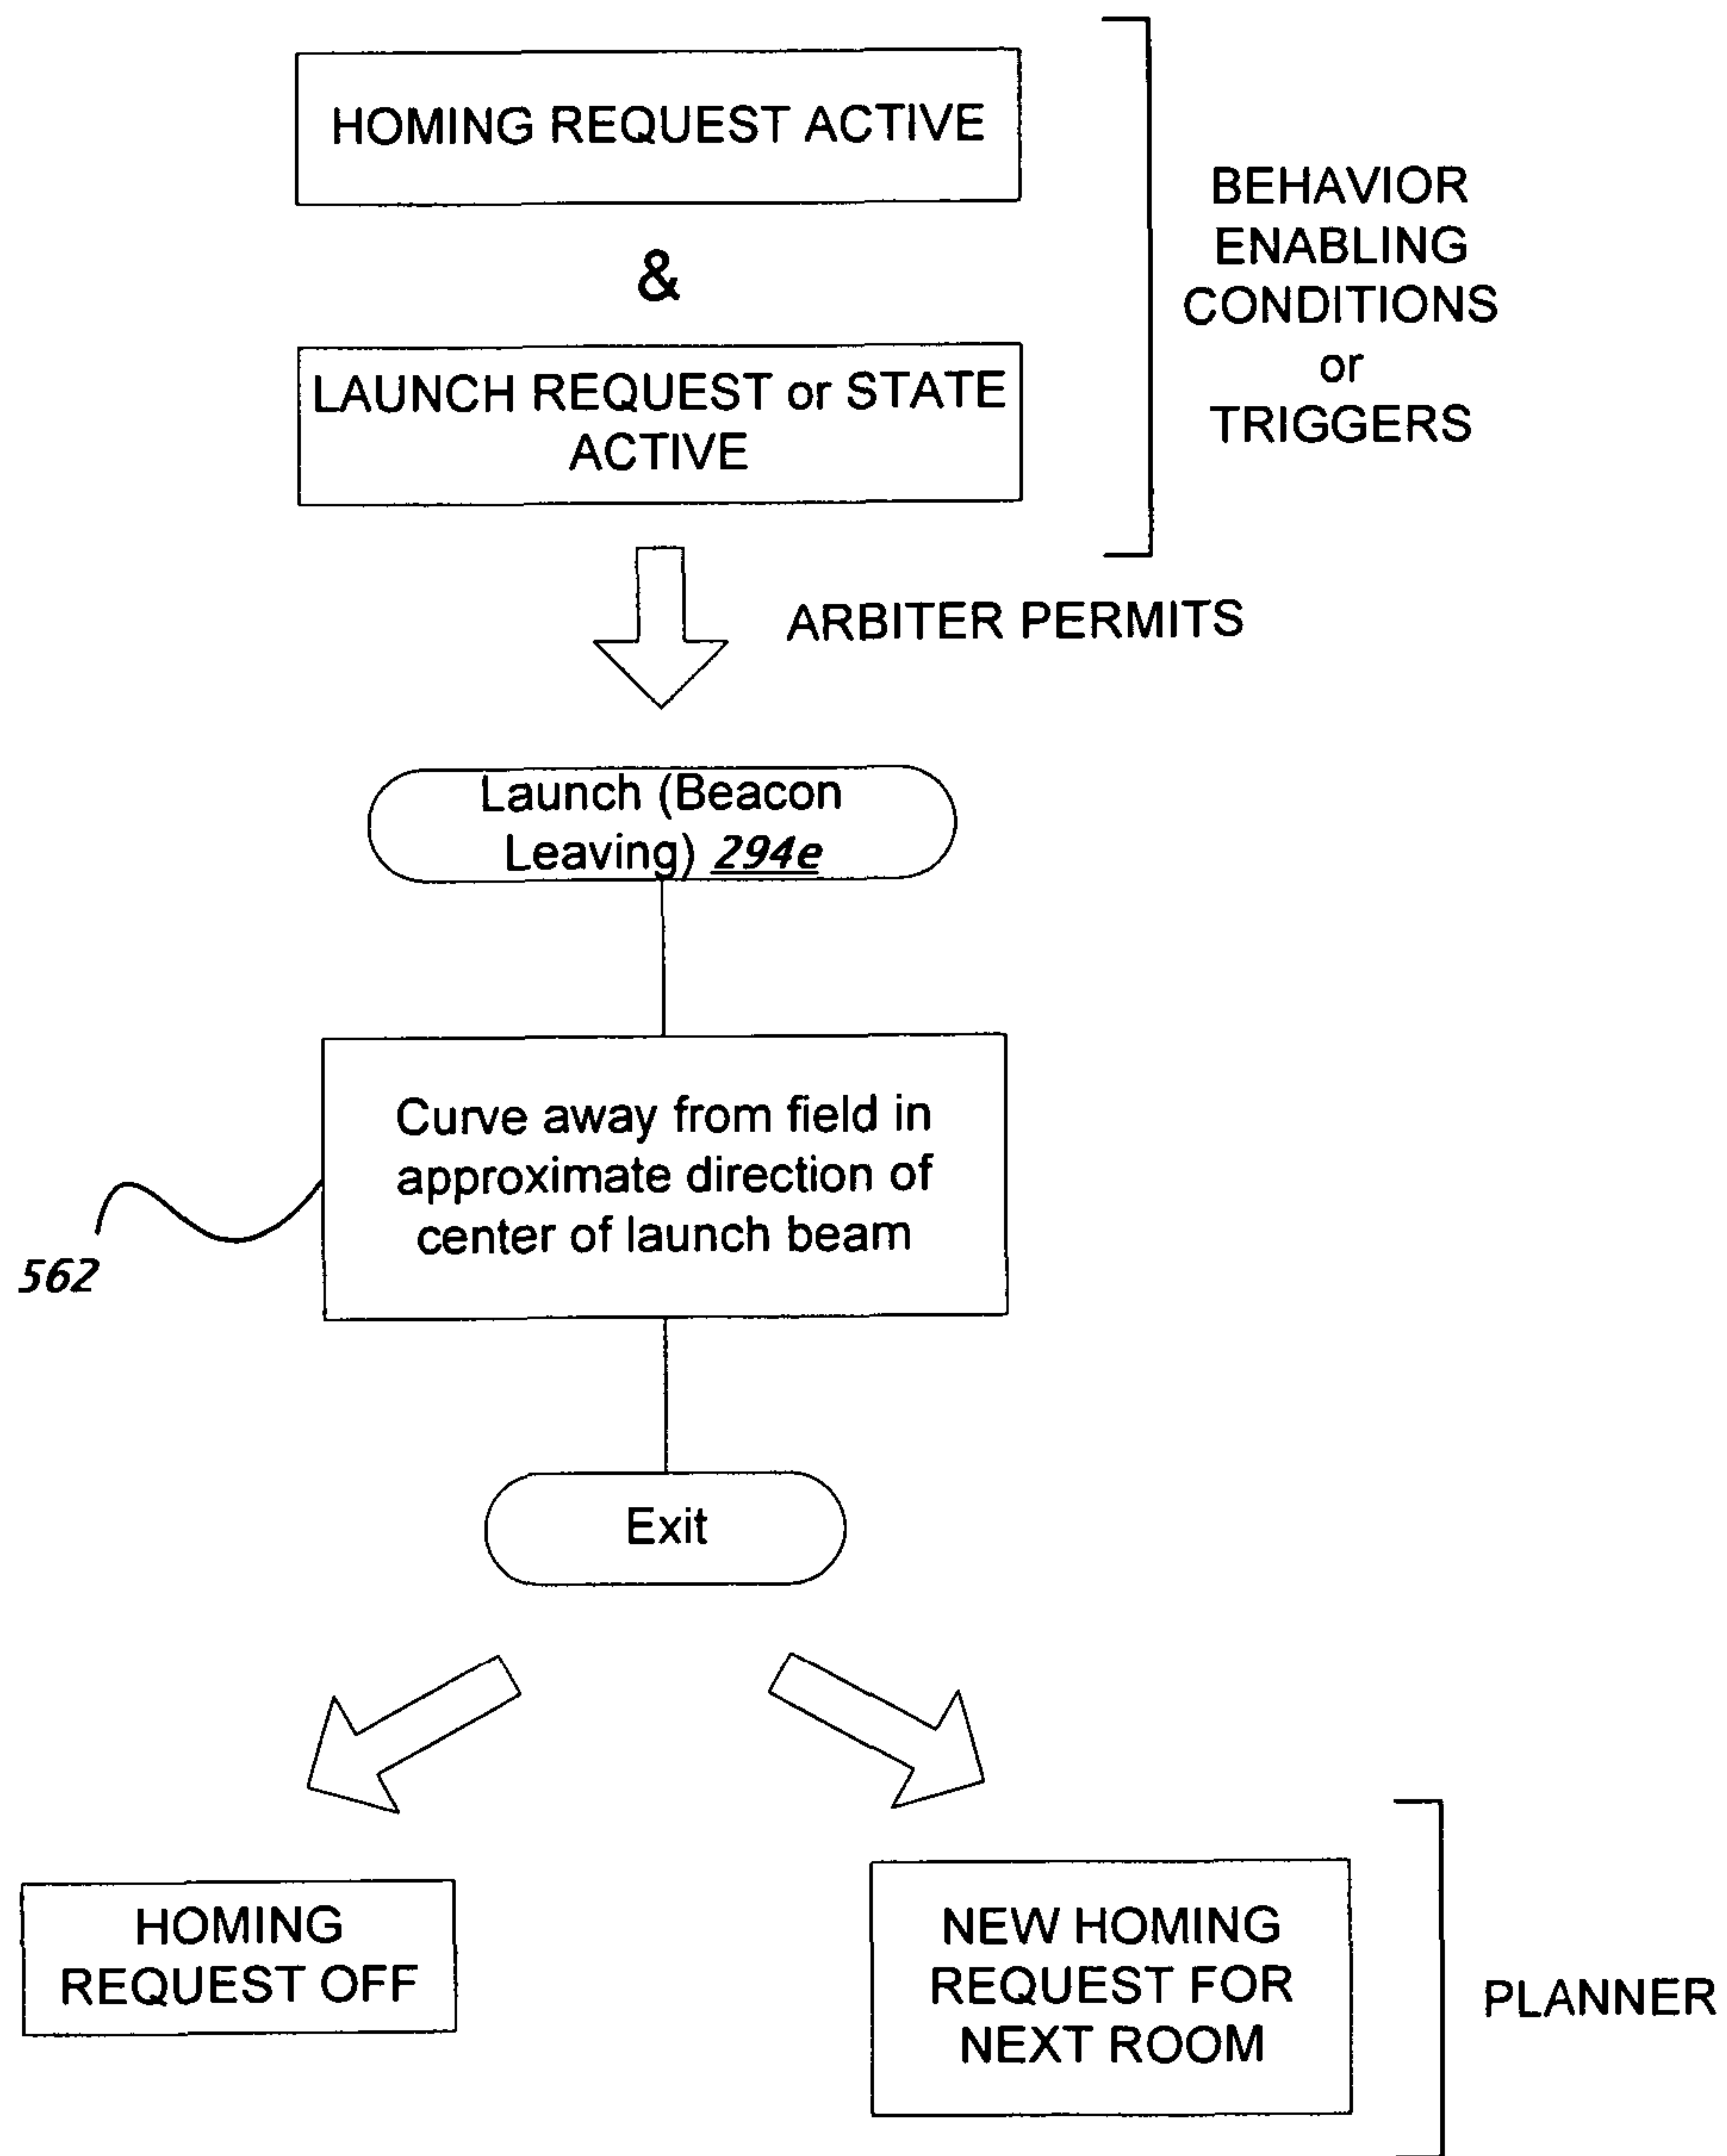 HOMING REQUEST ACTIVE
&
LAUNCH REQUEST or STATE
ACTIVE
BEHAVIOR
ENABLING
CONDITIONS
or
TRIGGERS
ARBITER PERMITS
Launch (Beacon
Leaving) 294e
Curve away from field in
approximate direction of
center of launch beam
562
Exit
HOMING
REQUEST OFF
NEW HOMING
REQUEST FOR
NEXT ROOM
PLANNER